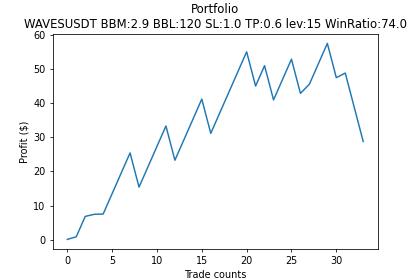 Portfolio
WAVESUSDT BBM:2.9 BBL:120 SL:1.0 TP:0.6 lev:15 WinRatio:74.0
60
50
40
30
20
10
0
Profit ($)
0 5 10 15 20 25 30
Trade counts